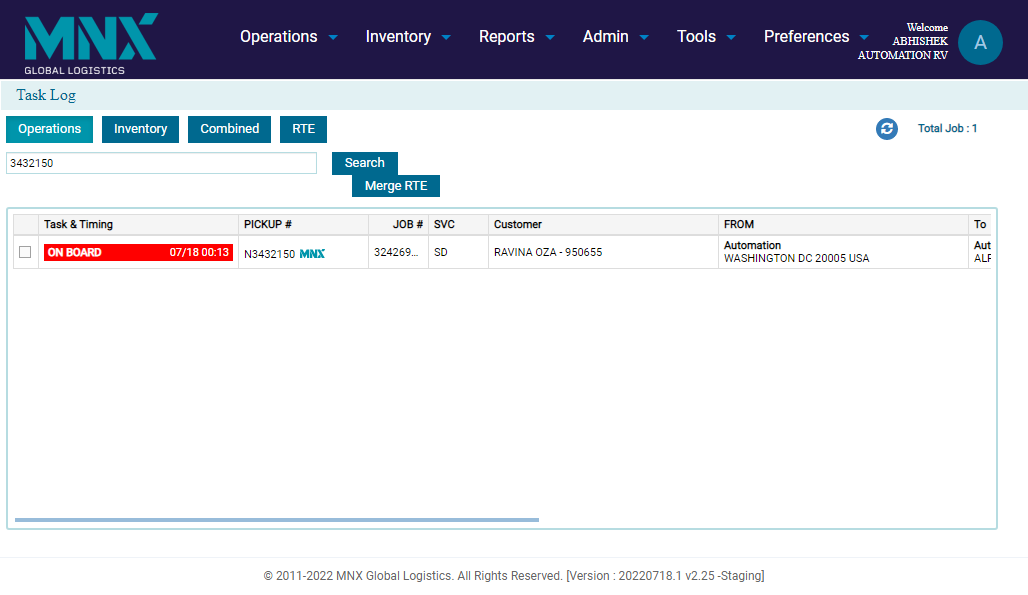 MNX
GLOBAL LOGISTICS
Operations Inventory Reports Admin Tools Preferences
Welcome
ABHISHEK
AUTOMATION RV
A
Task Log
Operations Inventory Combined RTE
Total Job : 1
3432150
Search
Merge RTE
Task & Timing PICKUP # JOB # SVC Customer FROM To
ON BOARD 07/18 00:13 N3432150 MNX 324269... SD RAVINA OZA - 950655 Automation Aut
WASHINGTON DC 20005 USA
© 2011-2022 MNX Global Logistics. All Rights Reserved. [Version : 20220718.1 v2.25 -Staging]